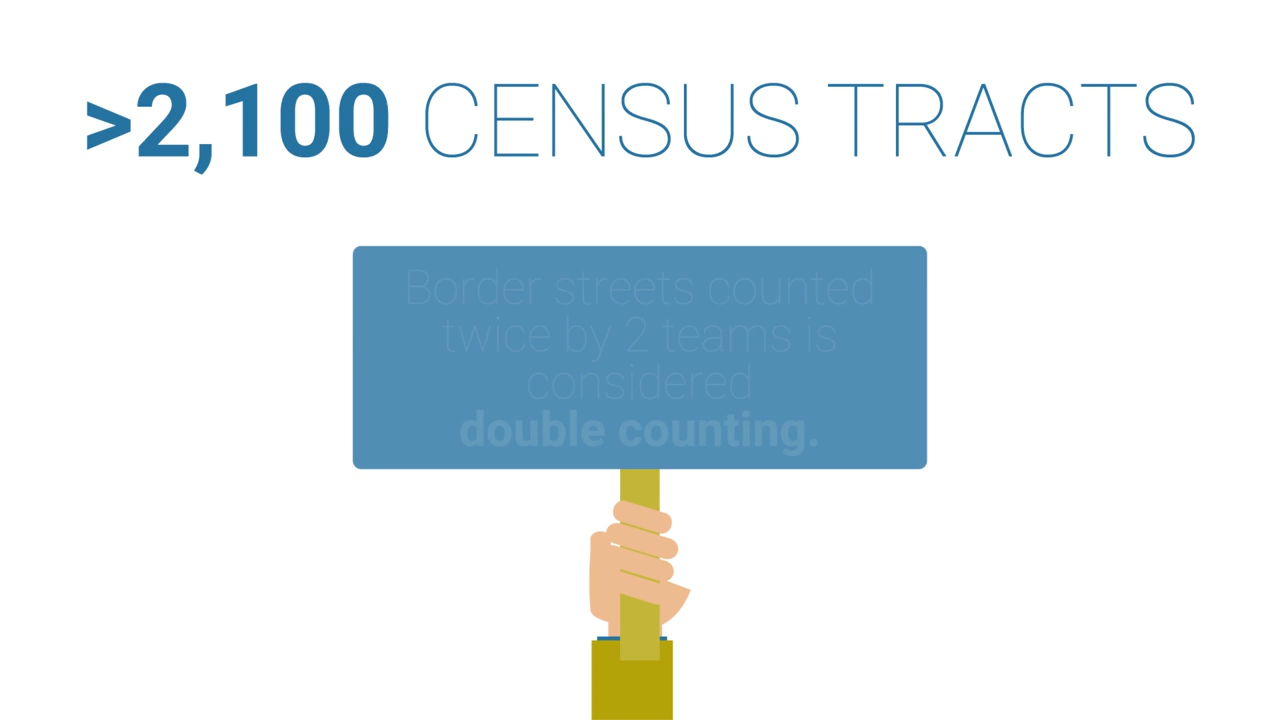 >2,100 CENSUS TRACTS
Border streets counted
twice by 2 teams is
considered
double counting.